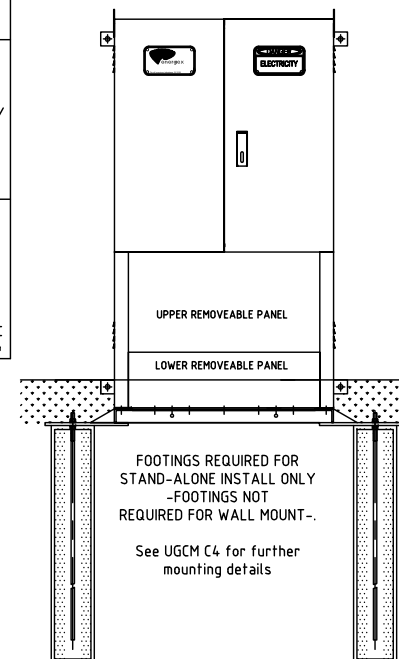 energex
DANGER
ELECTRICITY
UPPER REMOVEABLE PANEL
LOWER REMOVEABLE PANEL
FOOTINGS REQUIRED FOR
STAND-ALONE INSTALL ONLY
-FOOTINGS NOT
REQUIRED FOR WALL MOUNT-.
See UGCM C4 for further
mounting details